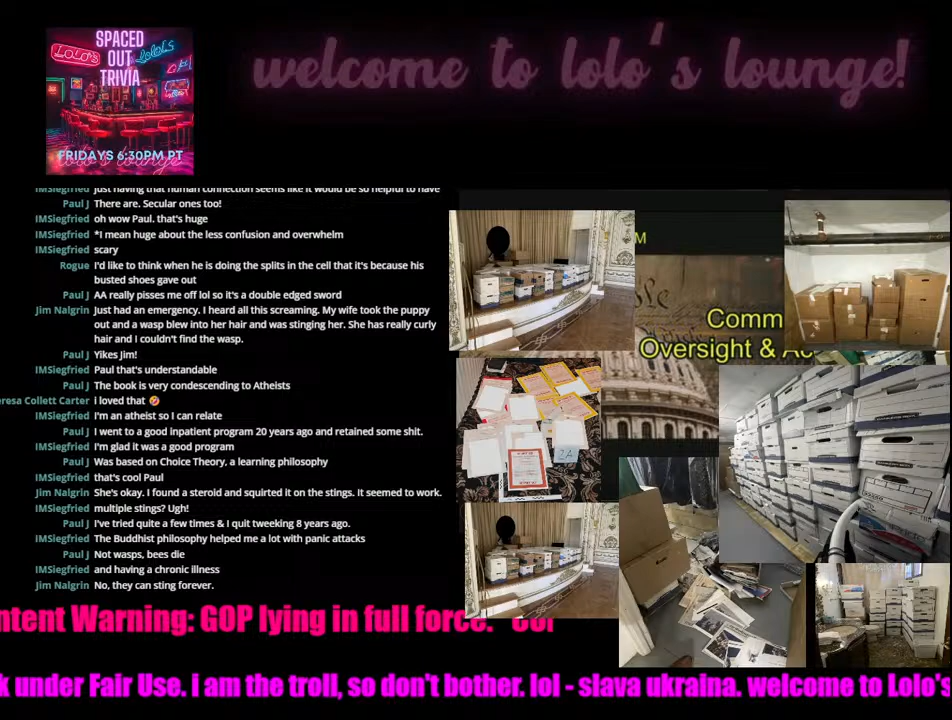 SPACED
OUT
TRIVIA
LOLO'S
LoLoLS
FRIDAYS 6:30PM PT
lolo's lounge
welcome to lolo's lounge!
IMSiegfried just having that human connection seems like it would be so helpful to have
Paul J There are. Secular ones too!
IMSiegfried oh wow Paul. that's huge
IMSiegfried *I mean huge about the less confusion and overwhelm
IMSiegfried scary
Rogue I'd like to think when he is doing the splits in the cell that it's because his
busted shoes gave out
Paul J AA really pisses me off lol so it's a double edged sword
Jim Nalgrin Just had an emergency. I heard all this screaming. My wife took the puppy
out and a wasp blew into her hair and was stinging her. She has really curly
hair and I couldn't find the wasp.
Paul J Yikes Jim!
IMSiegfried Paul that's understandable
Paul J The book is very condescending to Atheists
eresa Collett Carter i loved that 🤣
IMSiegfried I'm an atheist so I can relate
Paul J I went to a good inpatient program 20 years ago and retained some shit.
IMSiegfried I'm glad it was a good program
Paul J Was based on Choice Theory, a learning philosophy
IMSiegfried that's cool Paul
Jim Nalgrin She's okay. I found a steroid and squirted it on the stings. It seemed to work.
IMSiegfried multiple stings? Ugh!
Paul J I've tried quite a few times & I quit tweeking 8 years ago.
IMSiegfried The Buddhist philosophy helped me a lot with panic attacks
Paul J Not wasps, bees die
IMSiegfried and having a chronic illness
Jim Nalgrin No, they can sting forever.
M
We
Comm
Oversight & Ac
2A
ntent Warning: GOP lying in full force.
k under Fair Use. i am the troll, so don't bother. lol - slava ukraina. welcome to Lolo's